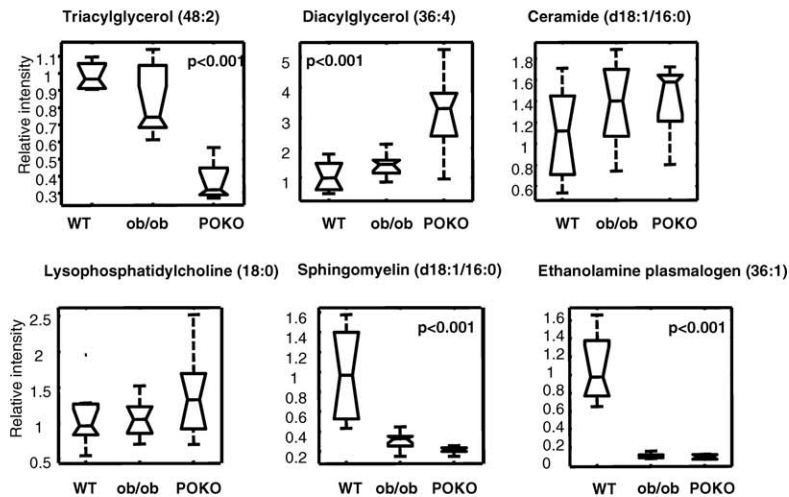 Triacylglycerol (48:2)
Diacylglycerol (36:4)
Ceramide (d18:1/16:0)
Relative intensity
1.1
1
0.9
0.8
0.7
0.6
0.5
0.4
0.3
p<0.001
WT ob/ob POKO
5
4
3
2
1
p<0.001
WT ob/ob POKO
1.8
1.6
1.4
1.2
1
0.8
0.6
WT ob/ob POKO
Lysophosphatidylcholine (18:0)
Sphingomyelin (d18:1/16:0)
Ethanolamine plasmalogen (36:1)
Relative intensity
2.5
2
1.5
1
0.5
WT ob/ob POKO
1.6
1.4
1.2
1
0.8
0.6
0.4
0.2
p<0.001
WT ob/ob POKO
1.6
1.4
1.2
1
0.8
0.6
0.4
0.2
0
p<0.001
WT ob/ob POKO